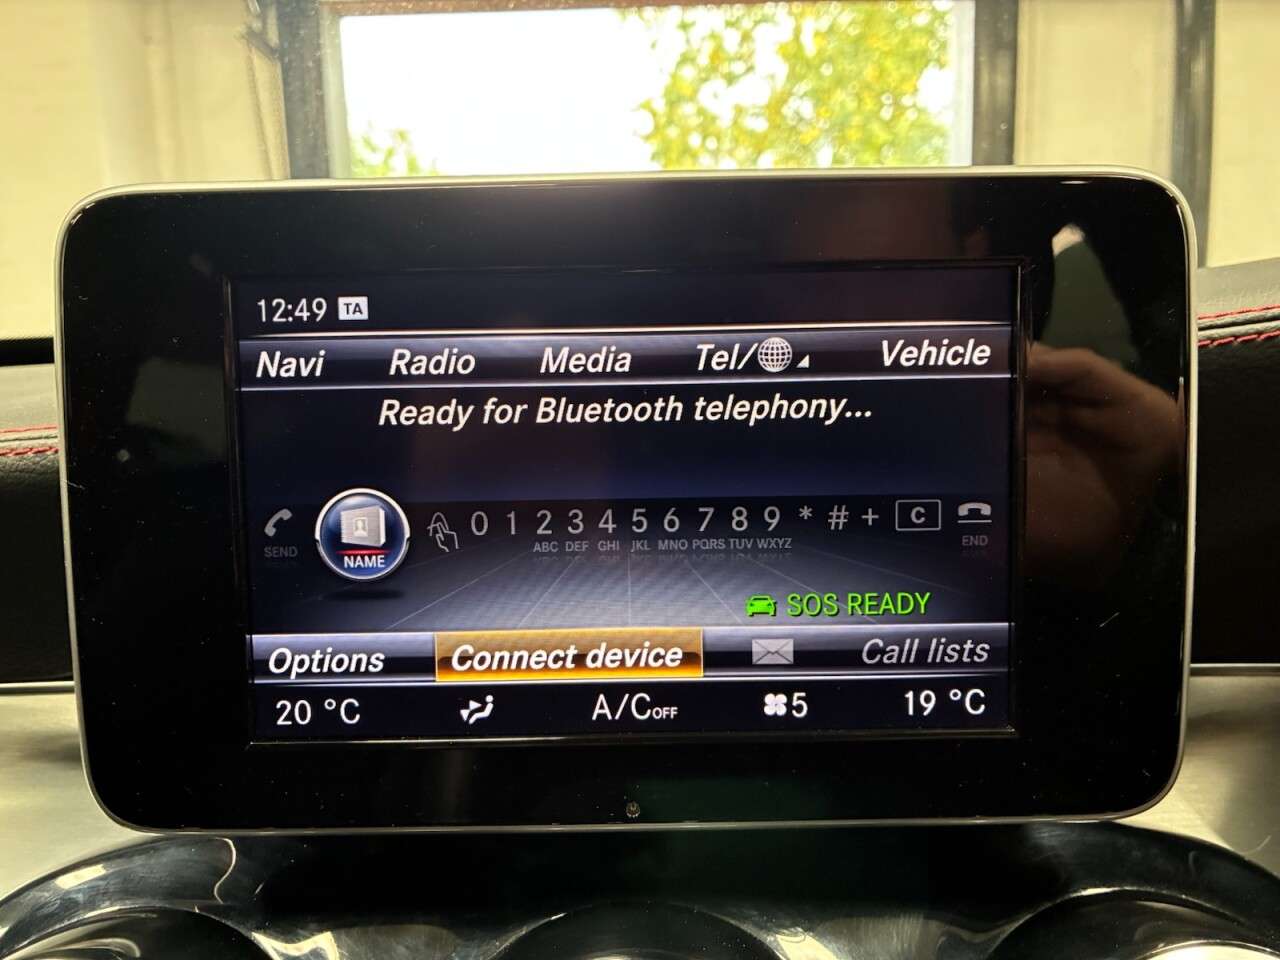 12:49 TA
Navi Radio Media Tel/ Vehicle
Ready for Bluetooth telephony...
0 1 2 3 4 5 6 7 8 9 * # + C
ABC DEF GHI JKL MNO PQRS TUV WXYZ
SEND NAME END
SOS READY
Options Connect device Call lists
20 °C A/C OFF 5 19 °C